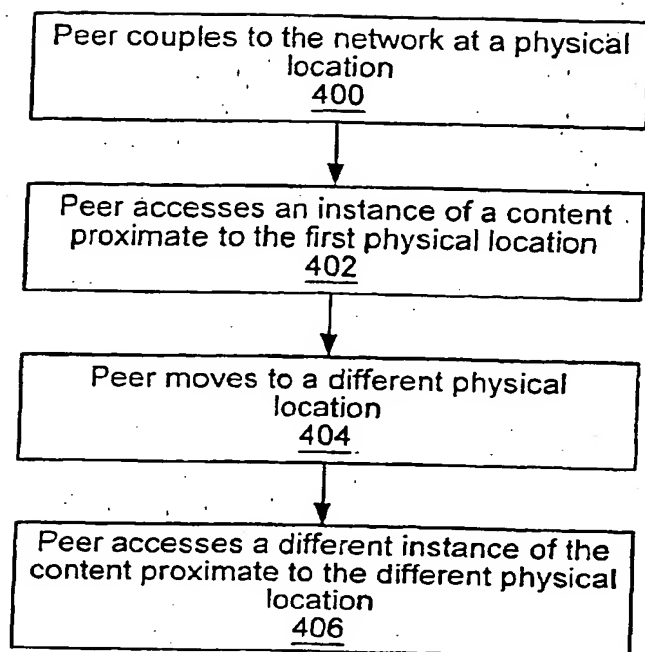 Peer couples to the network at a physical
location
400
Peer accesses an instance of a content
proximate to the first physical location
402
Peer moves to a different physical
location
404
Peer accesses a different instance of the
content proximate to the different physical
location
406